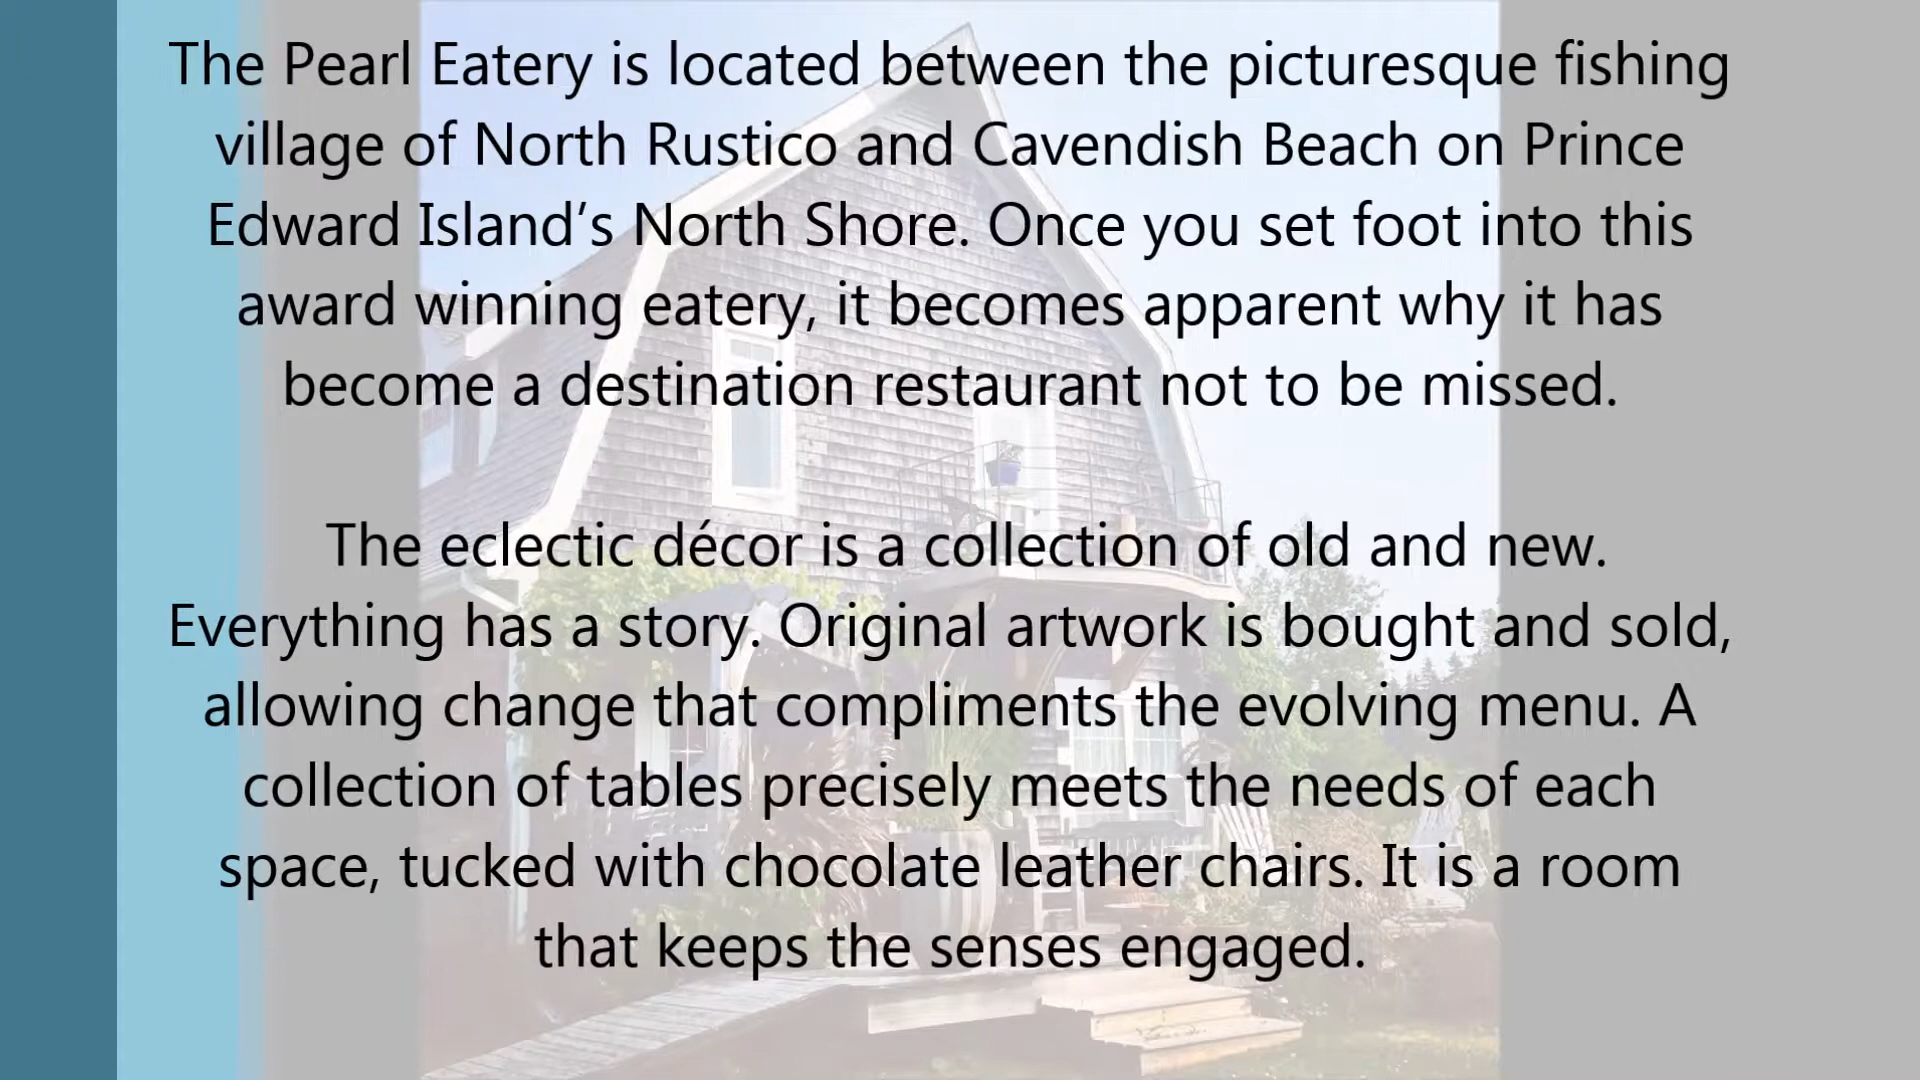 The Pearl Eatery is located between the picturesque fishing
village of North Rustico and Cavendish Beach on Prince
Edward Island’s North Shore. Once you set foot into this
award winning eatery, it becomes apparent why it has
become a destination restaurant not to be missed.
The eclectic décor is a collection of old and new.
Everything has a story. Original artwork is bought and sold,
allowing change that compliments the evolving menu. A
collection of tables precisely meets the needs of each
space, tucked with chocolate leather chairs. It is a room
that keeps the senses engaged.